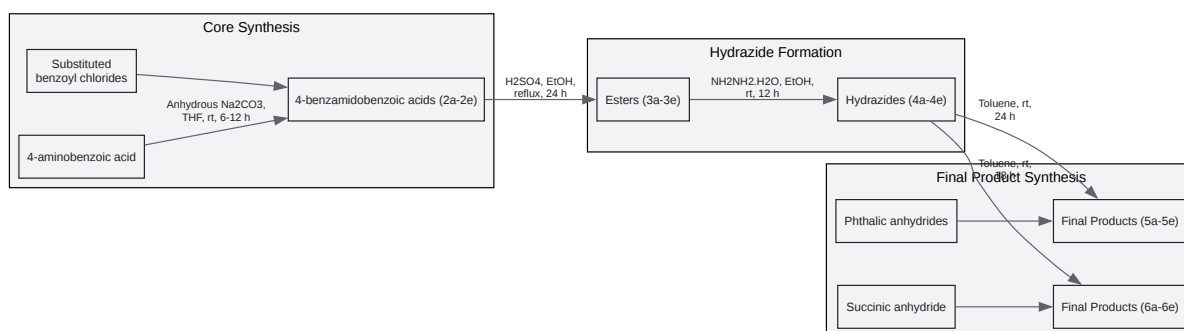 Core Synthesis
Substituted
benzoyl chlorides
Anhydrous Na2CO3,
THF, rt, 6-12 h
4-aminobenzoic acid
4-benzamidobenzoic acids (2a-2e)
H2SO4, EtOH,
reflux, 24 h
Hydrazide Formation
Esters (3a-3e)
NH2NH2.H2O, EtOH,
rt, 12 h
Hydrazides (4a-4e)
Toluene, rt,
24 h
Toluene, rt,
Final Product Synthesis
Phthalic anhydrides
Final Products (5a-5e)
Succinic anhydride
Final Products (6a-6e)